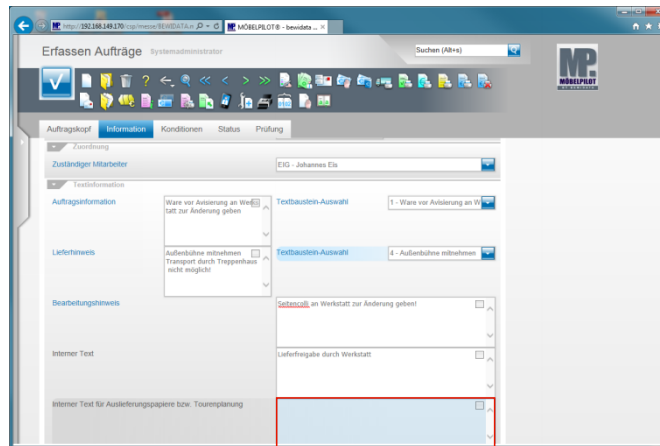 http://192.168.149.170/csp/messe/BEWIDATA.n
MÖBELPILOT® - bewidata ...
Erfassen Aufträge Systemadministrator
Suchen (Alt+s)
MP.
MÖBELPILOT
Auftragskopf Information Konditionen Status Prüfung
Zuordnung
Zuständiger Mitarbeiter
EIG - Johannes Eis
Textinformation
Auftragsinformation
Ware vor Avisierung an Werks
tatt zur Änderung geben
Textbaustein-Auswahl
1 - Ware vor Avisierung an W
Lieferhinweis
Außenbühne mitnehmen
Transport durch Treppenhaus
nicht möglich!
Textbaustein-Auswahl
4 - Außenbühne mitnehmen
Bearbeitungshinweis
Seitencolli an Werkstatt zur Änderung geben!
Interner Text
Lieferfreigabe durch Werkstatt
Interner Text für Auslieferungspapiere bzw. Tourenplanung